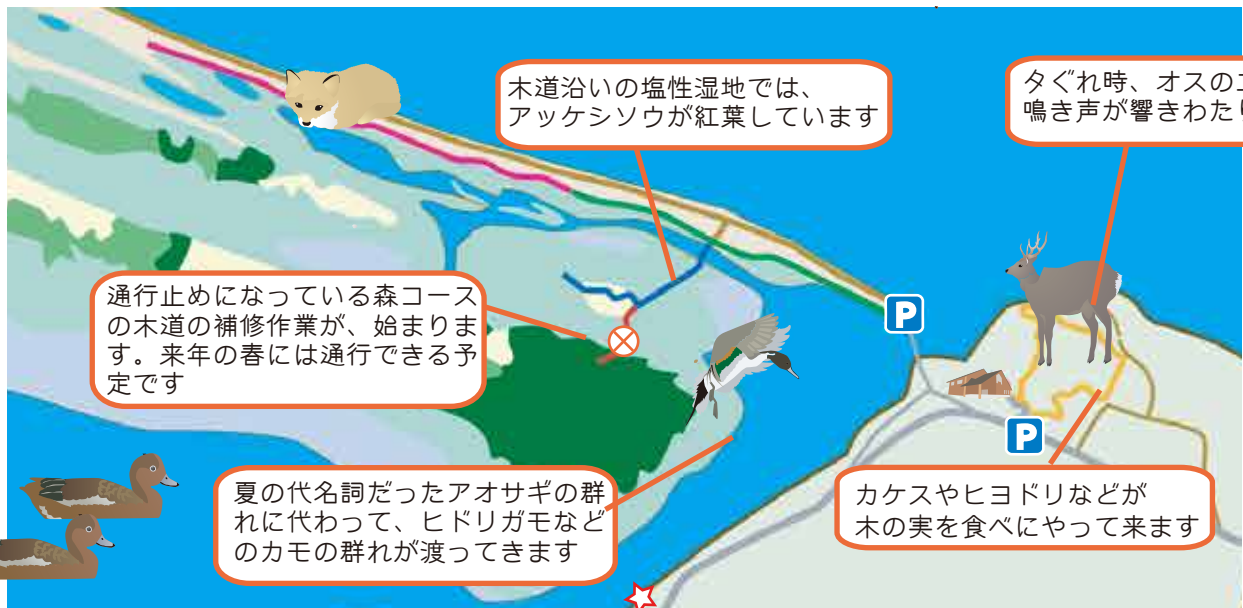 木道沿いの塩性湿地では、
アッケシソウが紅葉しています
夕ぐれ時、オスの
鳴き声が響きわたり
通行止めになっている森コース
の木道の補修作業が、始まりま
す。来年の春には通行できる予
定です
P
P
夏の代名詞だったアオサギの群
れに代わって、ヒドリガモなど
のカモの群れが渡ってきます
カケスやヒヨドリなどが
木の実を食べにやって来ます